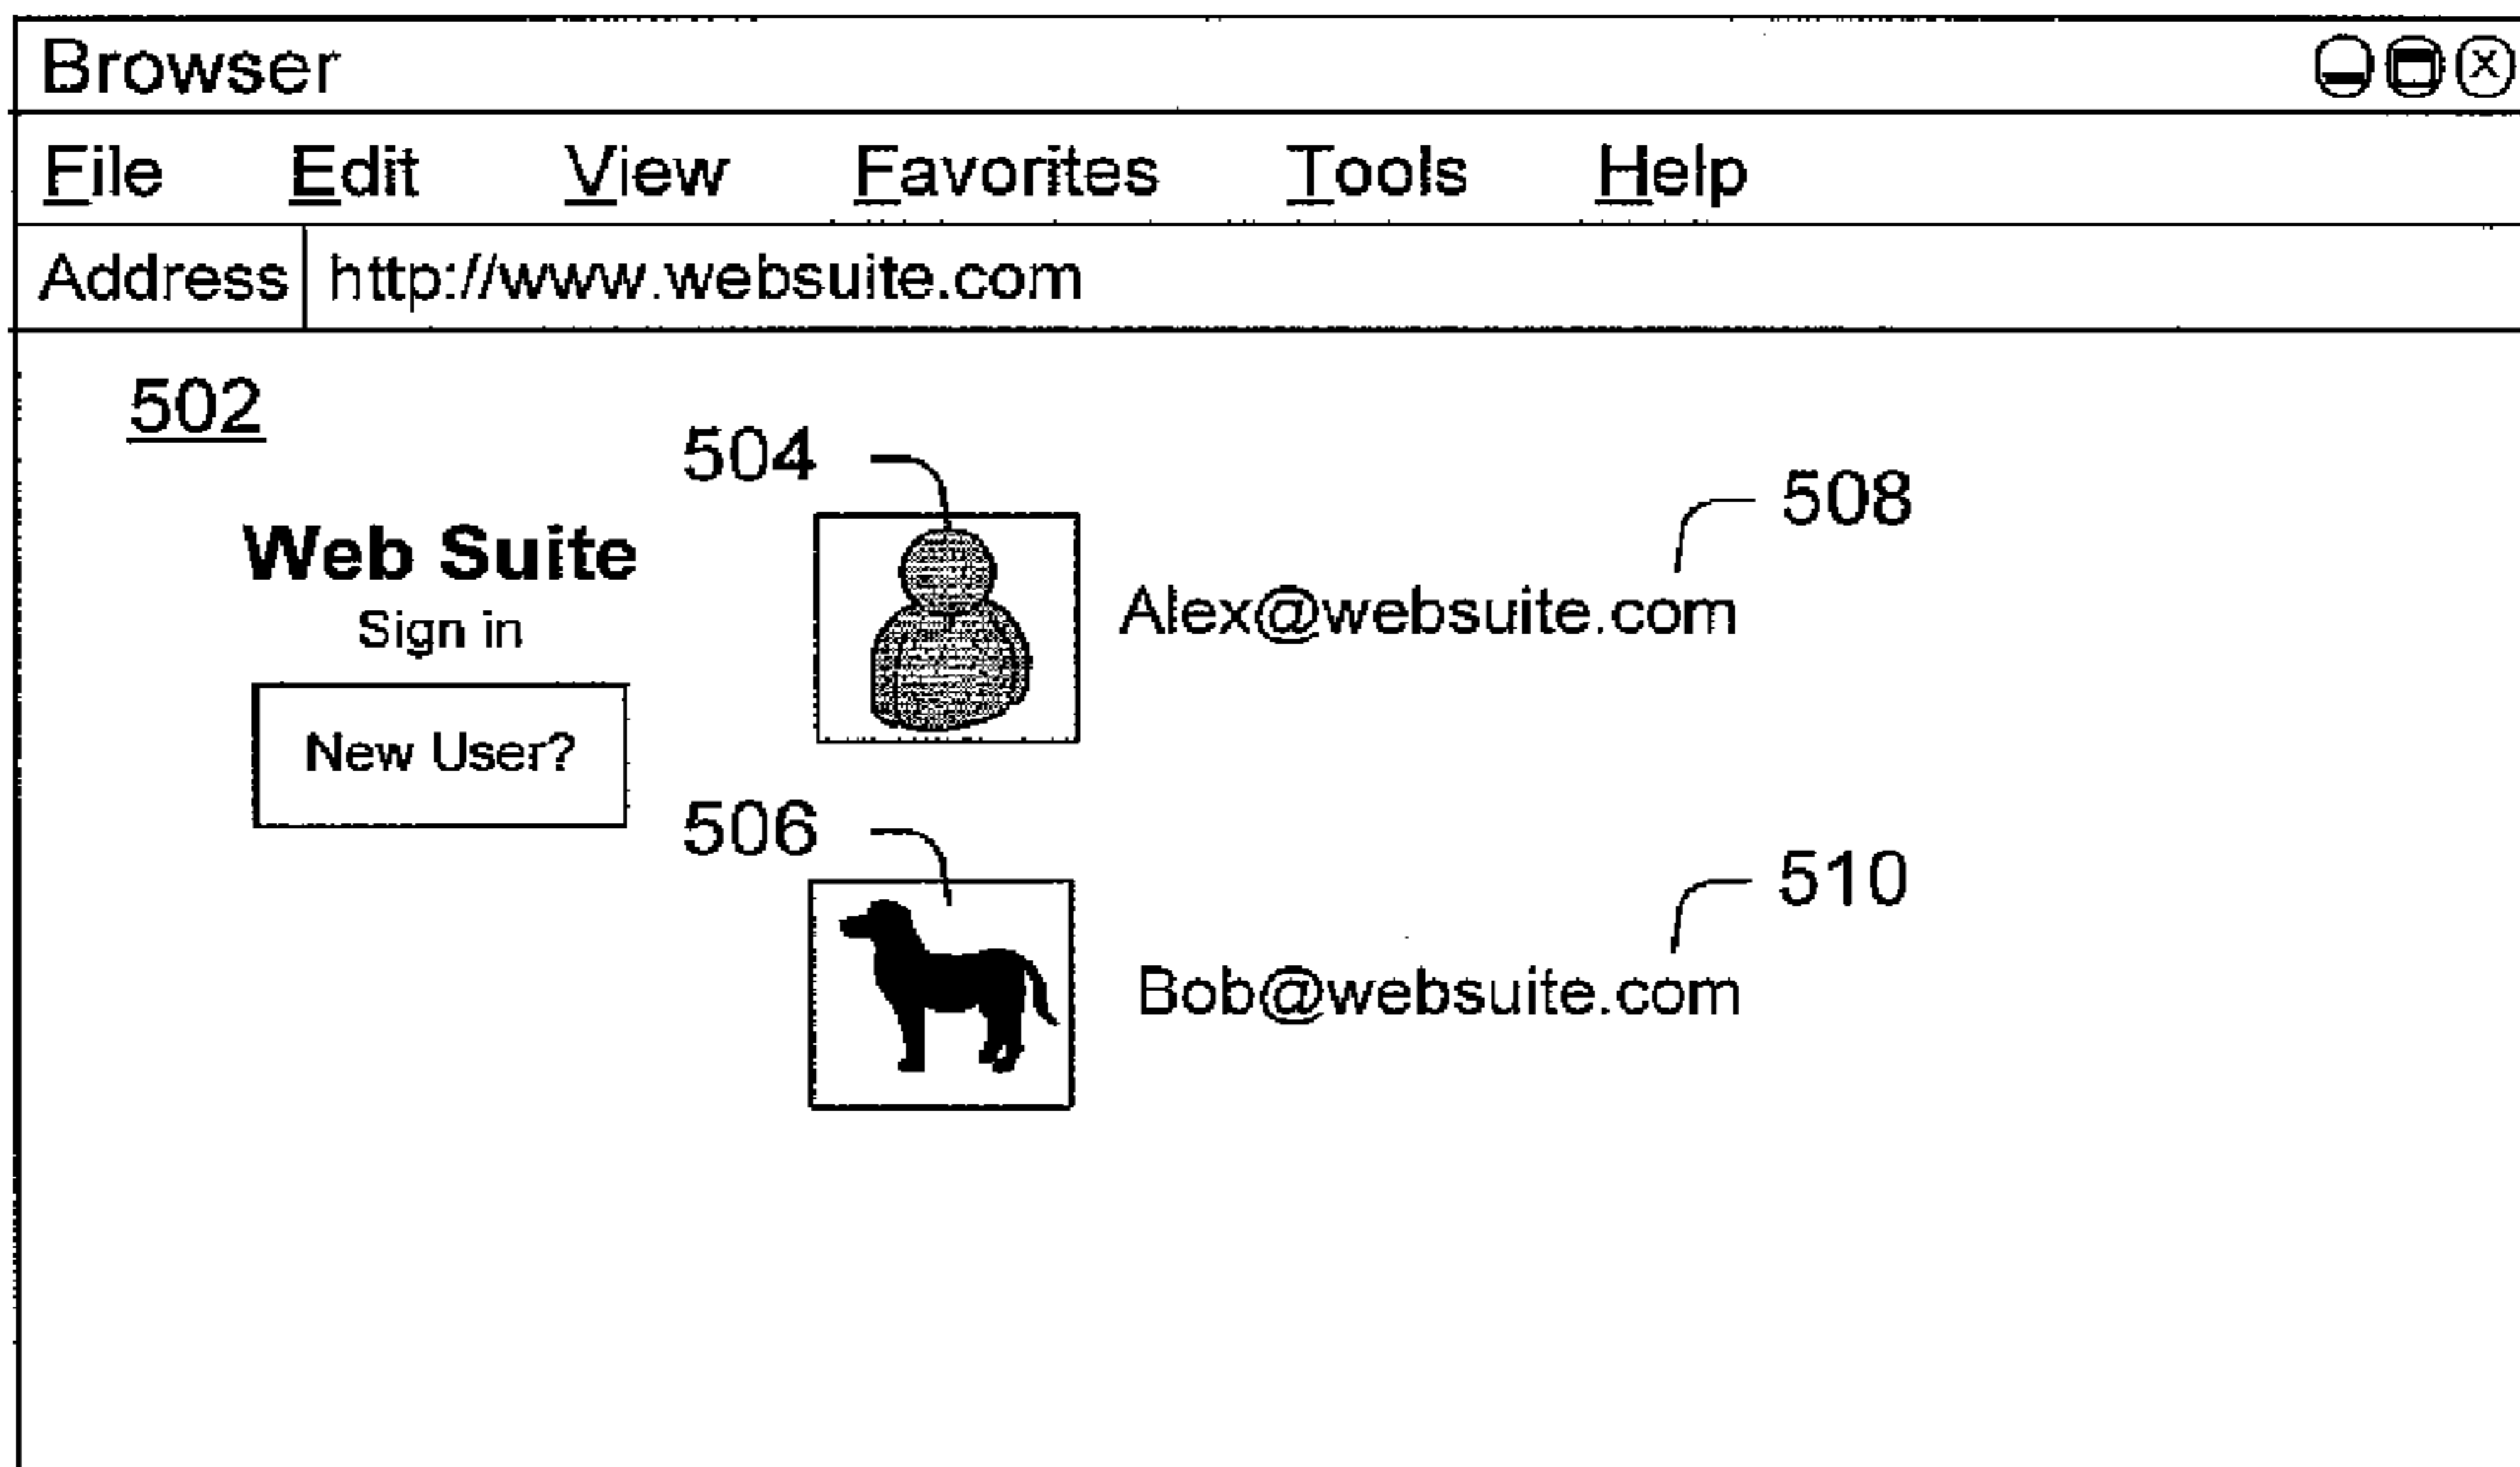 Browser
File Edit View Favorites Tools Help
Address http://www.websuite.com
502
504
508
Web Suite
Alex@websuite.com
Sign in
New User?
506
510
Bob@websuite.com